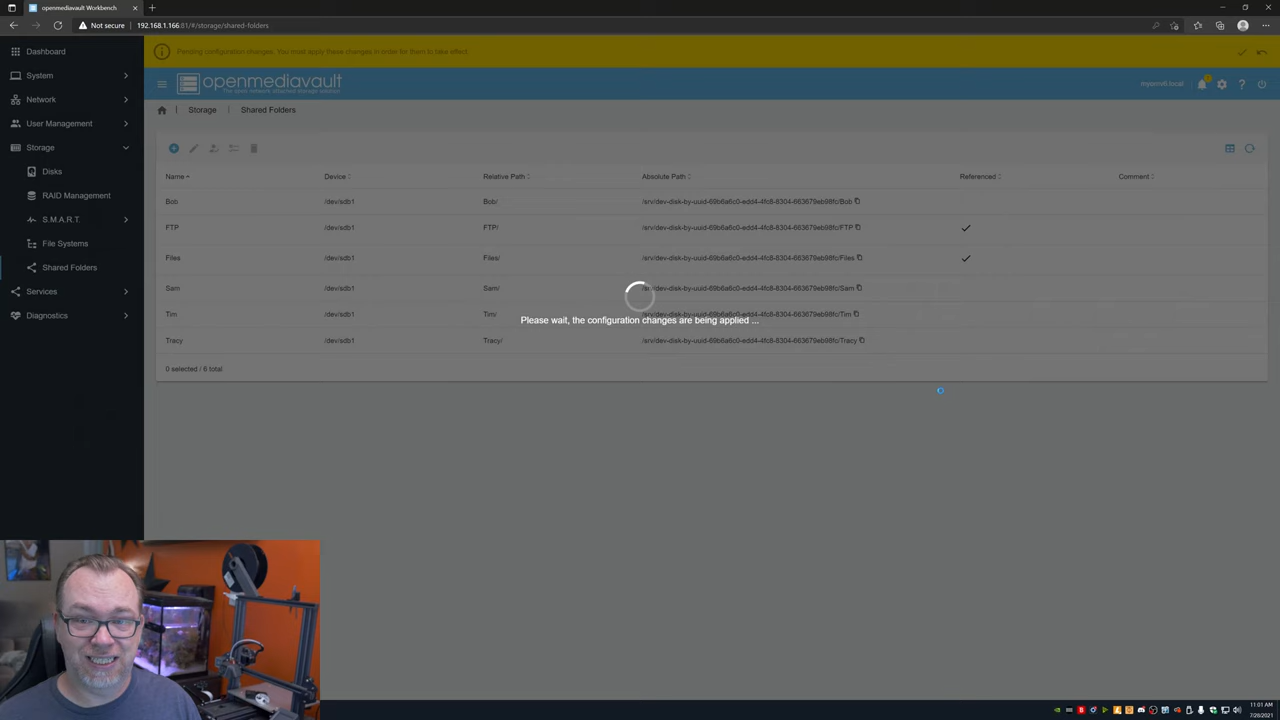 openmediavault Workbench
Not secure
192.168.1.166:81/#/storage/shared-folders
Dashboard
System
Network
User Management
Storage
Disks
RAID Management
S.M.A.R.T.
File Systems
Shared Folders
Services
Diagnostics
Pending configuration changes. You must apply these changes in order for them to take effect.
openmediavault
The open network attached storage solution
Storage | Shared Folders
Name Device Relative Path Absolute Path Referenced Comment
Bob /dev/sdb1 Bob/ /srv/dev-disk-by-uuid-69b6a6c0-edd4-4fc8-8304-663679eb98fc/Bob
FTP /dev/sdb1 FTP/ /srv/dev-disk-by-uuid-69b6a6c0-edd4-4fc8-8304-663679eb98fc/FTP
Files /dev/sdb1 Files/ /srv/dev-disk-by-uuid-69b6a6c0-edd4-4fc8-8304-663679eb98fc/Files
Sam /dev/sdb1 Sam/ /srv/dev-disk-by-uuid-69b6a6c0-edd4-4fc8-8304-663679eb98fc/Sam
Please wait, the configuration changes are being applied ...
Tim /dev/sdb1 Tim/ /srv/dev-disk-by-uuid-69b6a6c0-edd4-4fc8-8304-663679eb98fc/Tim
Tracy /dev/sdb1 Tracy/ /srv/dev-disk-by-uuid-69b6a6c0-edd4-4fc8-8304-663679eb98fc/Tracy
0 selected / 6 total
11:01 AM
7/26/2021